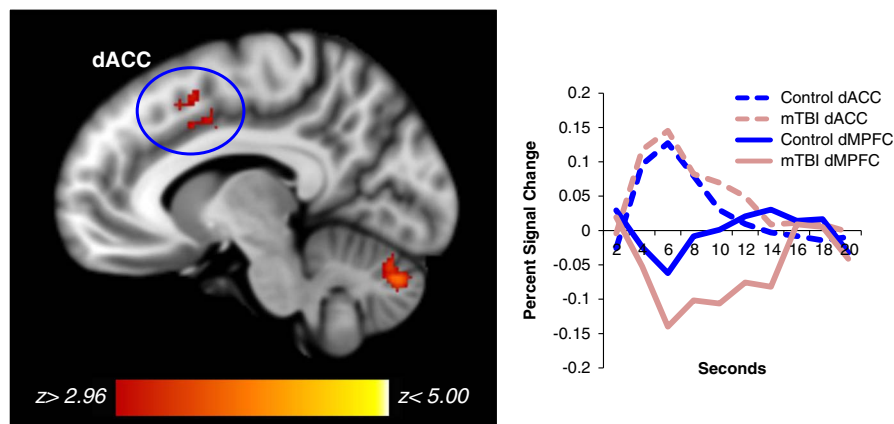 dACC
z> 2.96
z< 5.00
Control dACC
mTBI dACC
Control dMPFC
mTBI dMPFC
Percent Signal Change
0.2
0.15
0.1
0.05
0
-0.05
-0.1
-0.15
-0.2
2 4 6 8 10 12 14 16 18 20
Seconds